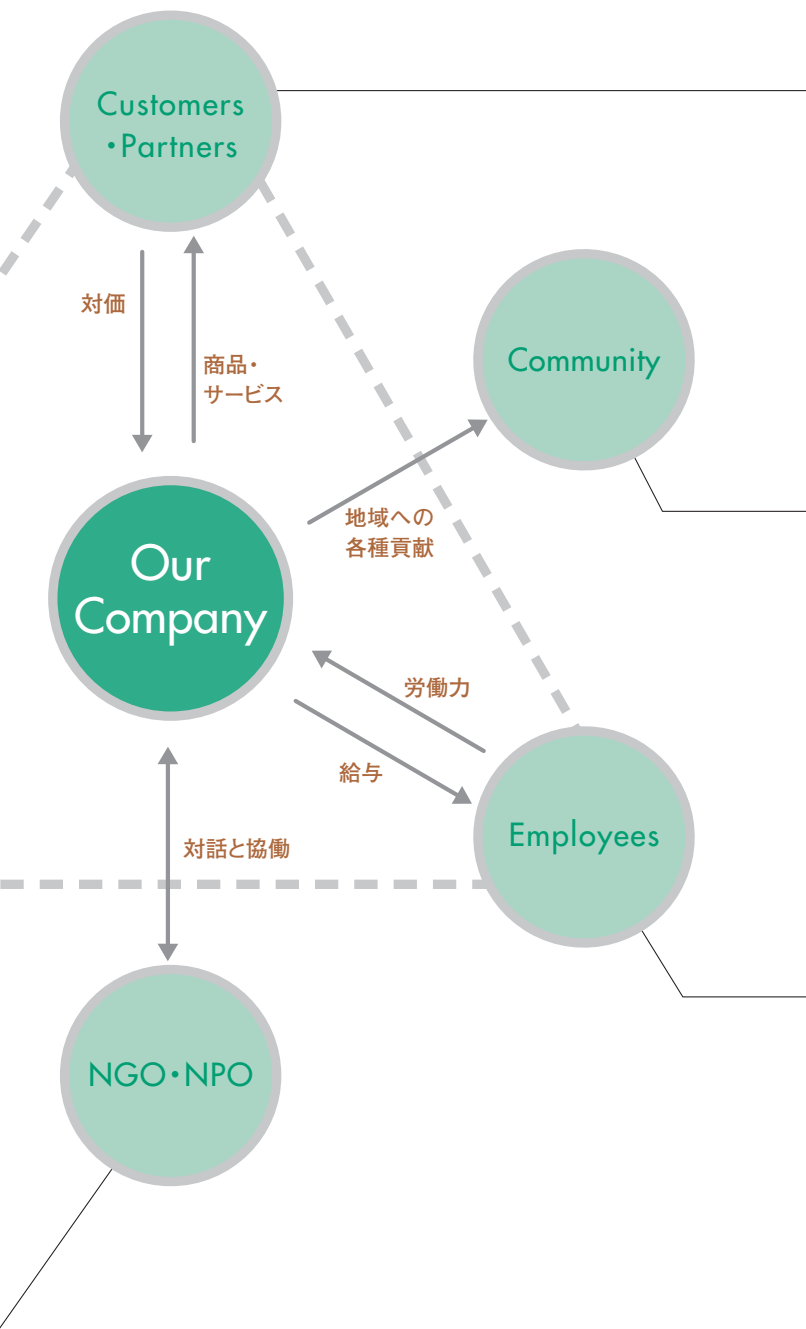 Customers
・Partners
対価
商品・
サービス
Community
地域への
各種貢献
Our
Company
労働力
給与
対話と協働
Employees
NGO・NPO